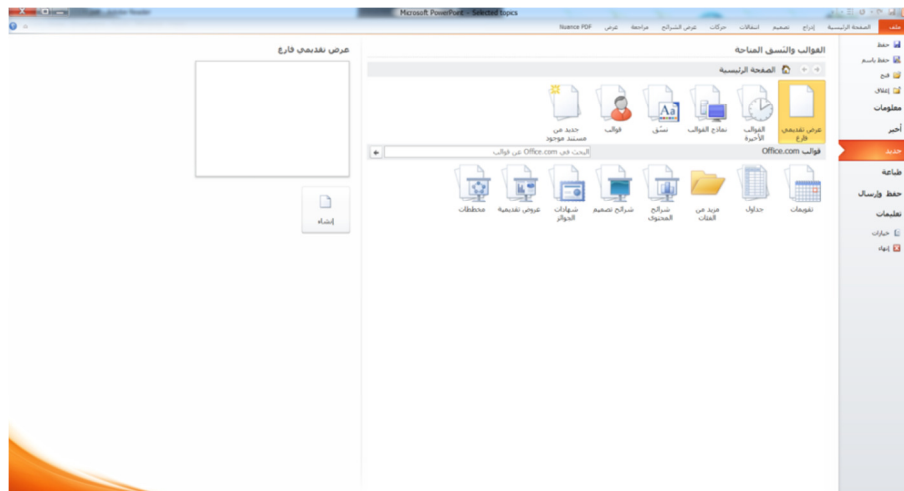 Microsoft PowerPoint - Selected topics
ملف الصفحة الرئيسية إدراج تصميم انتقالات حركات عرض الشرائح مراجعة عرض Nuance PDF
حفظ
حفظ باسم
فتح
إغلاق
معلومات
أخير
جديد
طباعة
حفظ وإرسال
تعليمات
خيارات
إنهاء
القوالب والنسق المتاحة
الصفحة الرئيسية
عرض تقديمي فارغ
القوالب الأخيرة
نماذج القوالب
نسق
قوالب
جديد من مستند موجود
قوالب Office.com
البحث في Office.com عن قوالب
تقويمات
جداول
مزيد من الفئات
شرائح المحتوى
شرائح تصميم
شهادات الجوائز
عروض تقديمية
مخططات
عرض تقديمي فارغ
إنشاء